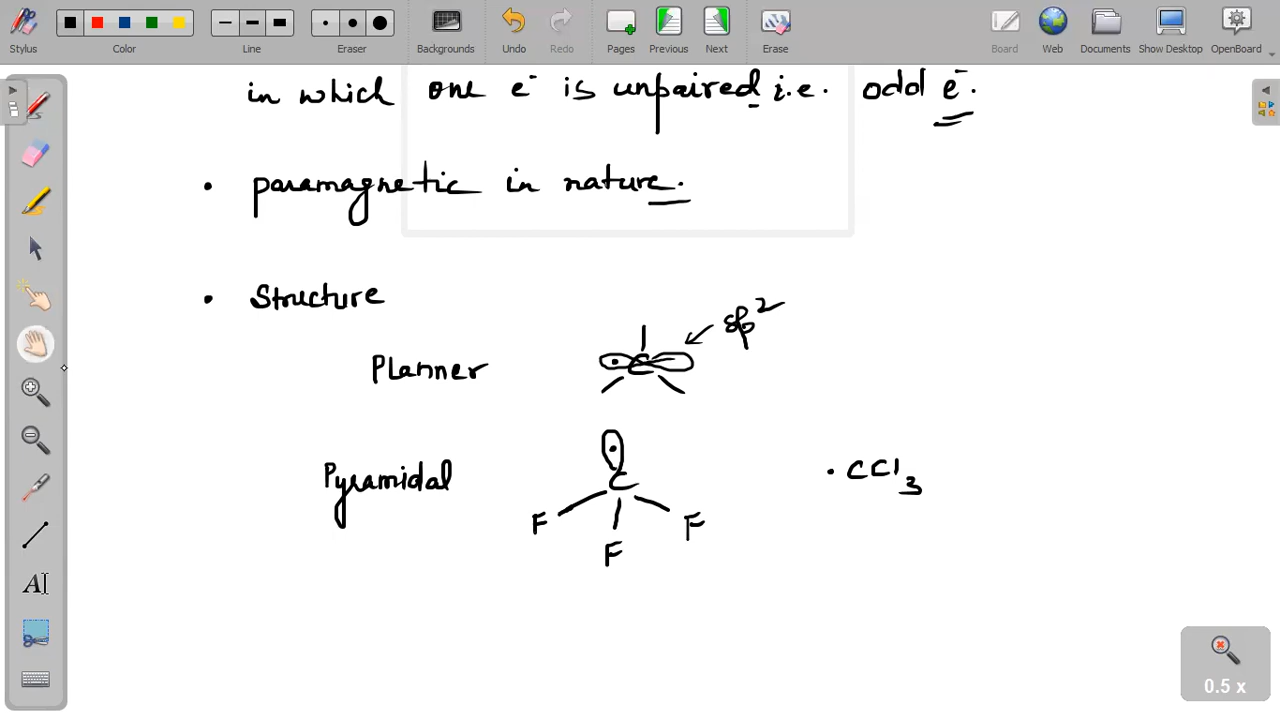 Stylus Color Line Eraser Backgrounds Undo Redo Pages Previous Next Erase Board Web Documents Show Desktop OpenBoard
in which one e⁻ is unpaired i.e. odd e⁻.
• paramagnetic in nature.
• Structure
Planner C sp²
Pyramidal C F F F • CCl₃
0.5 x